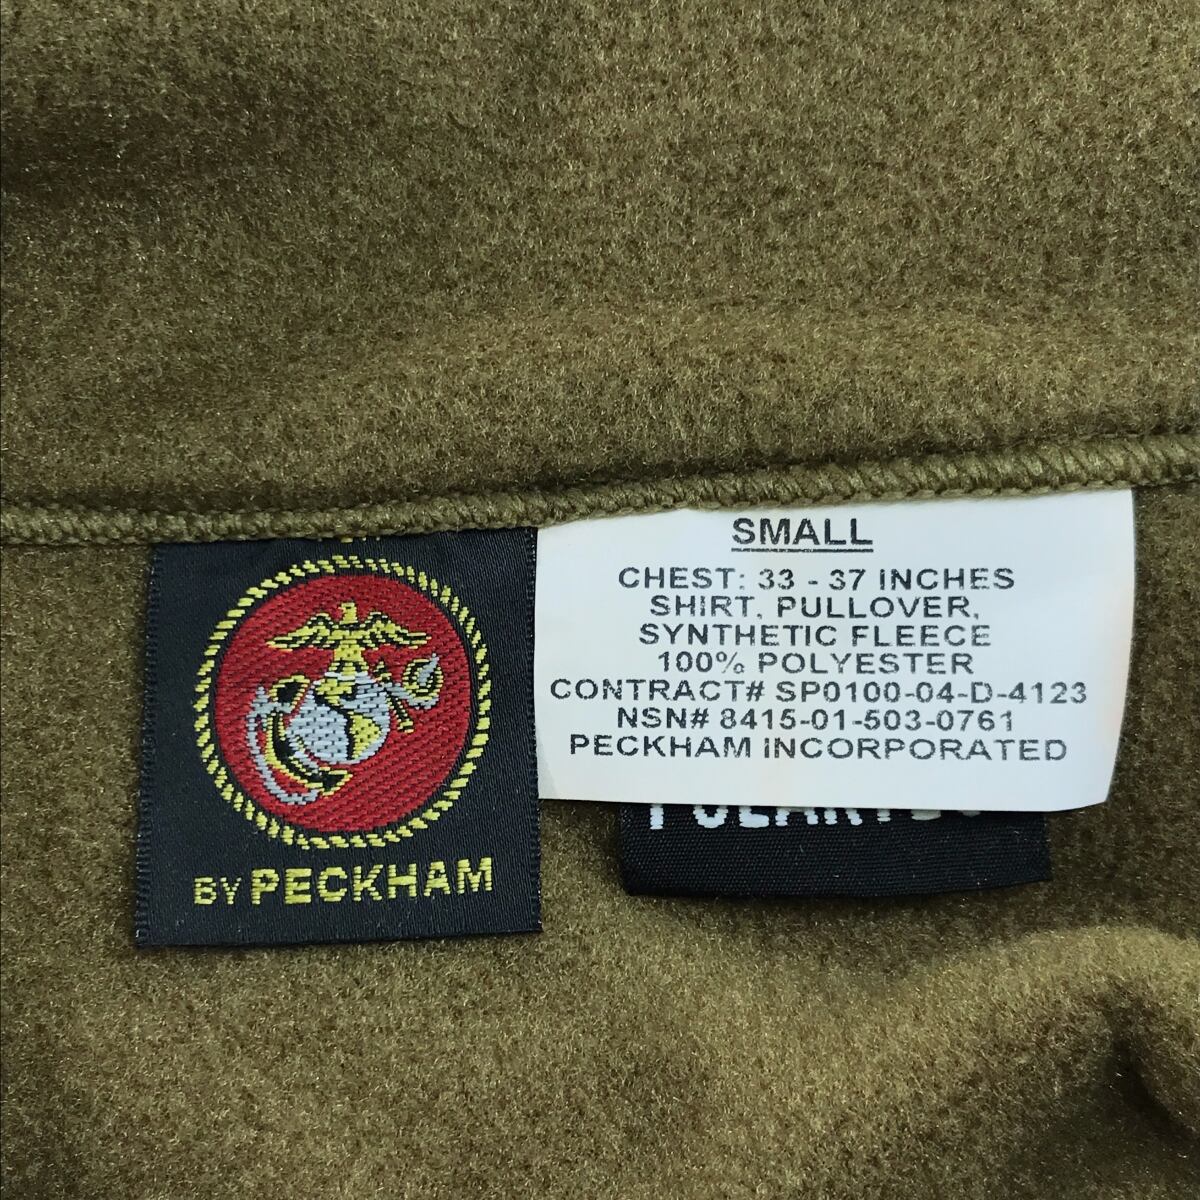 SMALL
CHEST: 33 - 37 INCHES
SHIRT, PULLOVER,
SYNTHETIC FLEECE
100% POLYESTER
CONTRACT# SP0100-04-D-4123
NSN# 8415-01-503-0761
PECKHAM INCORPORATED
BY PECKHAM